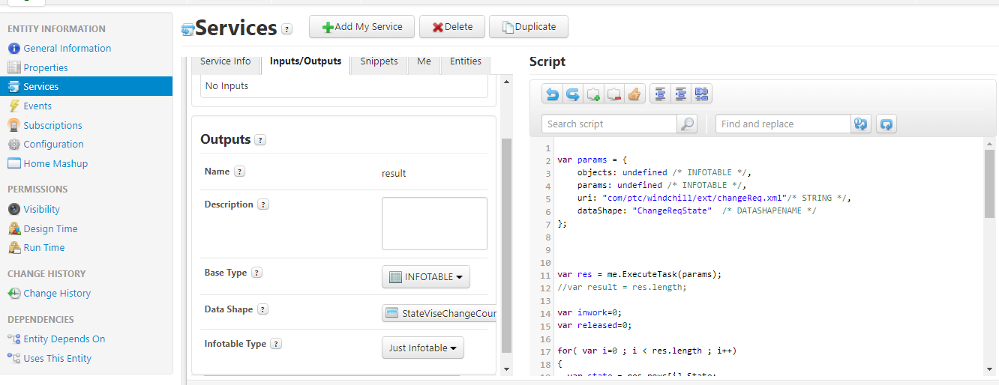 ENTITY INFORMATION
General Information
Properties
Services
Events
Subscriptions
Configuration
Home Mashup
PERMISSIONS
Visibility
Design Time
Run Time
CHANGE HISTORY
Change History
DEPENDENCIES
Entity Depends On
Uses This Entity
Services ?
Add My Service
Delete
Duplicate
Service Info
Inputs/Outputs
Snippets
Me
Entities
No Inputs
Outputs ?
Name ? result
Description ?
Base Type ? INFOTABLE
Data Shape ? StateViseChangeCour
Infotable Type ? Just Infotable
Script
Search script
Find and replace
1
2 var params = {
3 objects: undefined /* INFOTABLE */,
4 params: undefined /* INFOTABLE */,
5 uri: "com/ptc/windchill/ext/changeReq.xml"/* STRING */,
6 dataShape: "ChangeReqState" /* DATASHAPENAME */
7 };
8
9
10
11 var res = me.ExecuteTask(params);
12 //var result = res.length;
13
14 var inwork=0;
15 var released=0;
16
17 for( var i=0 ; i < res.length ; i++)
18 {
19 var state = res.rows[i].State;